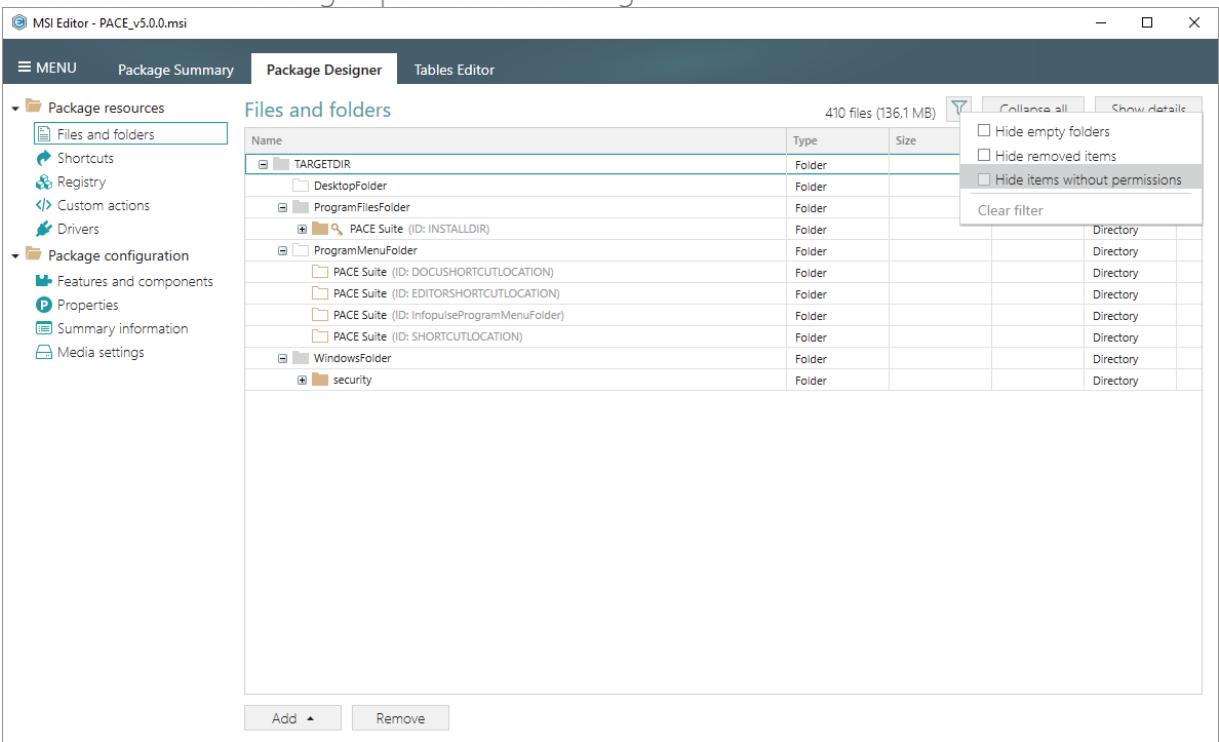 MSI Editor - PACE_v5.0.0.msi
MENU Package Summary Package Designer Tables Editor
Package resources
Files and folders
Shortcuts
Registry
Custom actions
Drivers
Package configuration
Features and components
Properties
Summary information
Media settings
Files and folders
410 files (136,1 MB) Collapse all Show details
Hide empty folders
Hide removed items
Hide items without permissions
Clear filter
Name Type Size
TARGETDIR Folder
DesktopFolder Folder
ProgramFilesFolder Folder
PACE Suite (ID: INSTALLDIR) Folder Directory
ProgramMenuFolder Folder Directory
PACE Suite (ID: DOCUSHORTCUTLOCATION) Folder Directory
PACE Suite (ID: EDITORSHORTCUTLOCATION) Folder Directory
PACE Suite (ID: InfopulseProgramMenuFolder) Folder Directory
PACE Suite (ID: SHORTCUTLOCATION) Folder Directory
WindowsFolder Folder Directory
security Folder Directory
Add Remove